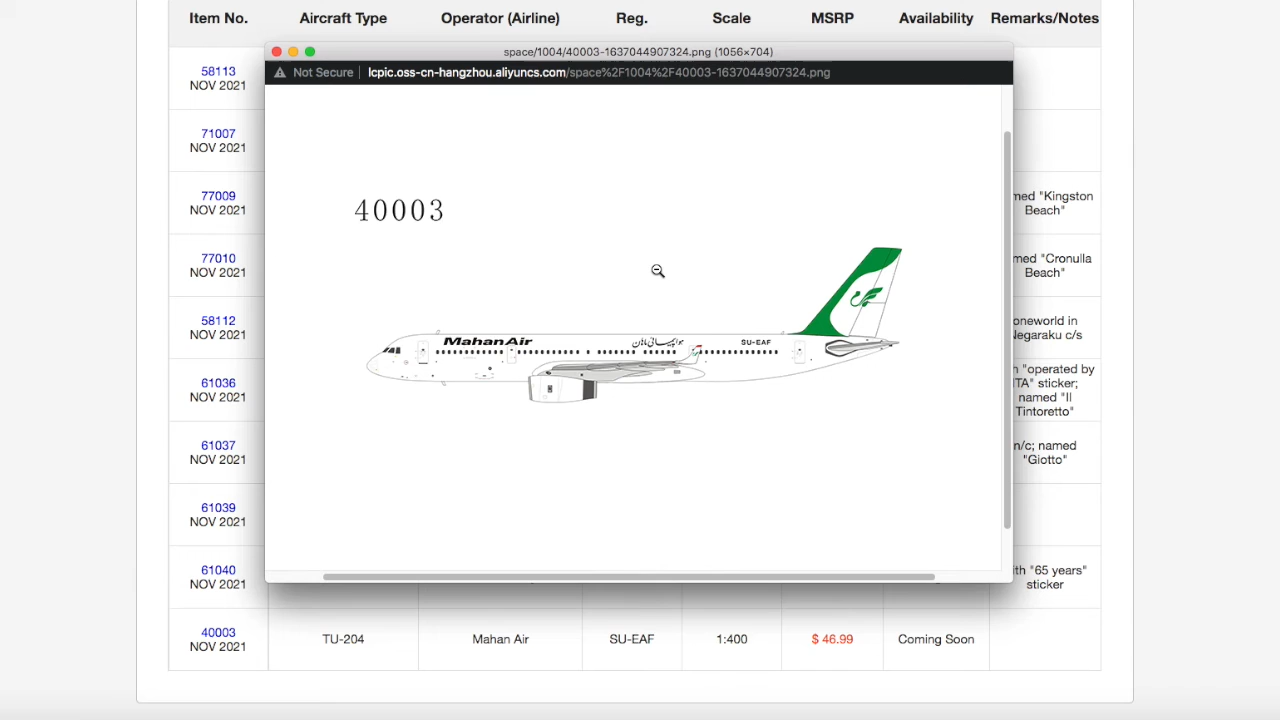 Item No. Aircraft Type Operator (Airline) Reg. Scale MSRP Availability Remarks/Notes
space/1004/40003-1637044907324.png (1056×704)
Not Secure lcpic.oss-cn-hangzhou.aliyuncs.com/space%2F1004%2F40003-1637044907324.png
58113
NOV 2021
71007
NOV 2021
77009
NOV 2021
"Kingston
Beach"
77010
NOV 2021
"Cronulla
Beach"
58112
NOV 2021
oneworld in
Negaraku c/s
61036
NOV 2021
"operated by
ITA" sticker;
named "Il
Tintoretto"
61037
NOV 2021
n/c; named
"Giotto"
61039
NOV 2021
61040
NOV 2021
"65 years"
sticker
40003
Mahan Air
هواپیمائی ماهان
SU-EAF
40003
NOV 2021
TU-204 Mahan Air SU-EAF 1:400 $ 46.99 Coming Soon